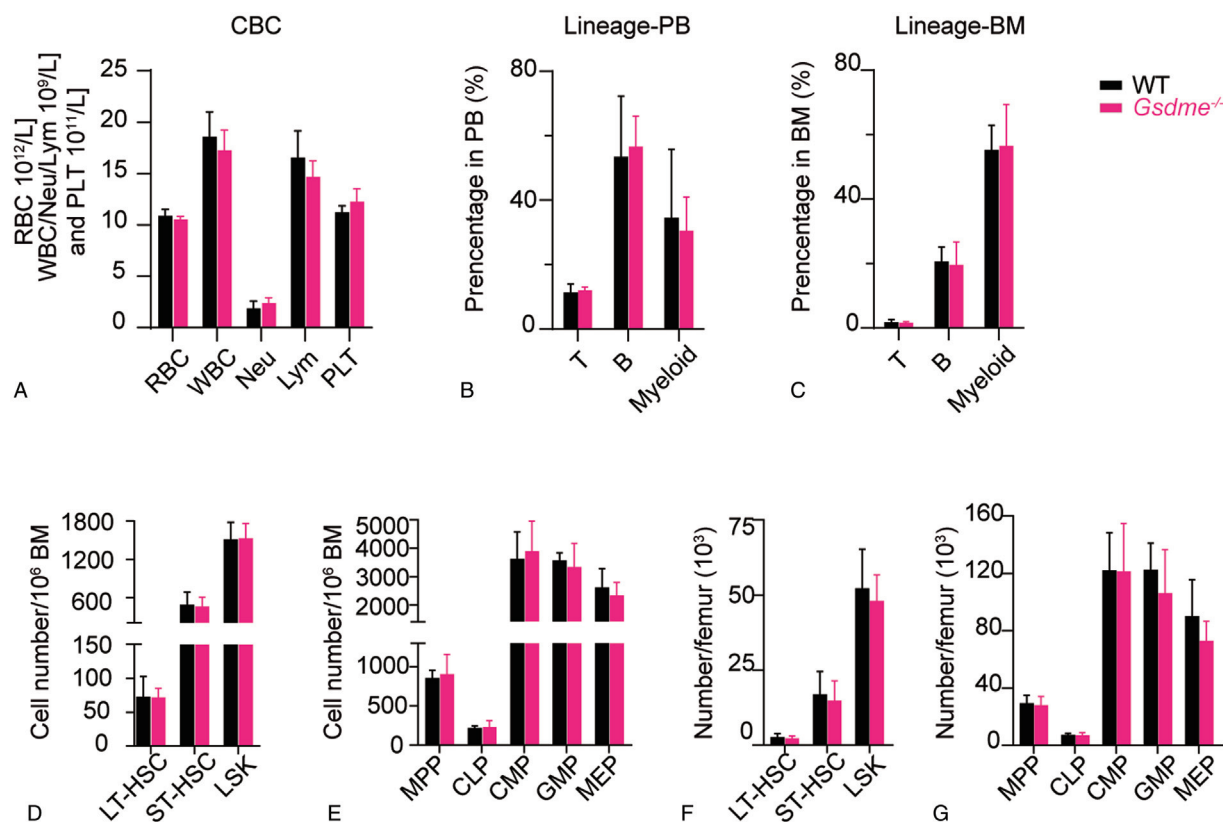 CBC
RBC 10¹²/L]
WBC/Neu/Lym 10⁹/L]
and PLT 10¹¹/L]
25
20
15
10
5
0
RBC
WBC
Neu
Lym
PLT
A
Lineage-PB
Prencentage in PB (%)
80
40
0
T
B
Myeloid
B
Lineage-BM
Prencentage in BM (%)
80
40
0
T
B
Myeloid
C
WT
Gsdme⁻/⁻
Cell number/10⁶ BM
1800
1200
600
150
100
50
0
LT-HSC
ST-HSC
LSK
D
Cell number/10⁶ BM
5000
4000
3000
2000
1000
500
0
MPP
CLP
CMP
GMP
MEP
E
Number/femur (10³)
75
50
25
0
LT-HSC
ST-HSC
LSK
F
Number/femur (10³)
160
120
80
40
0
MPP
CLP
CMP
GMP
MEP
G